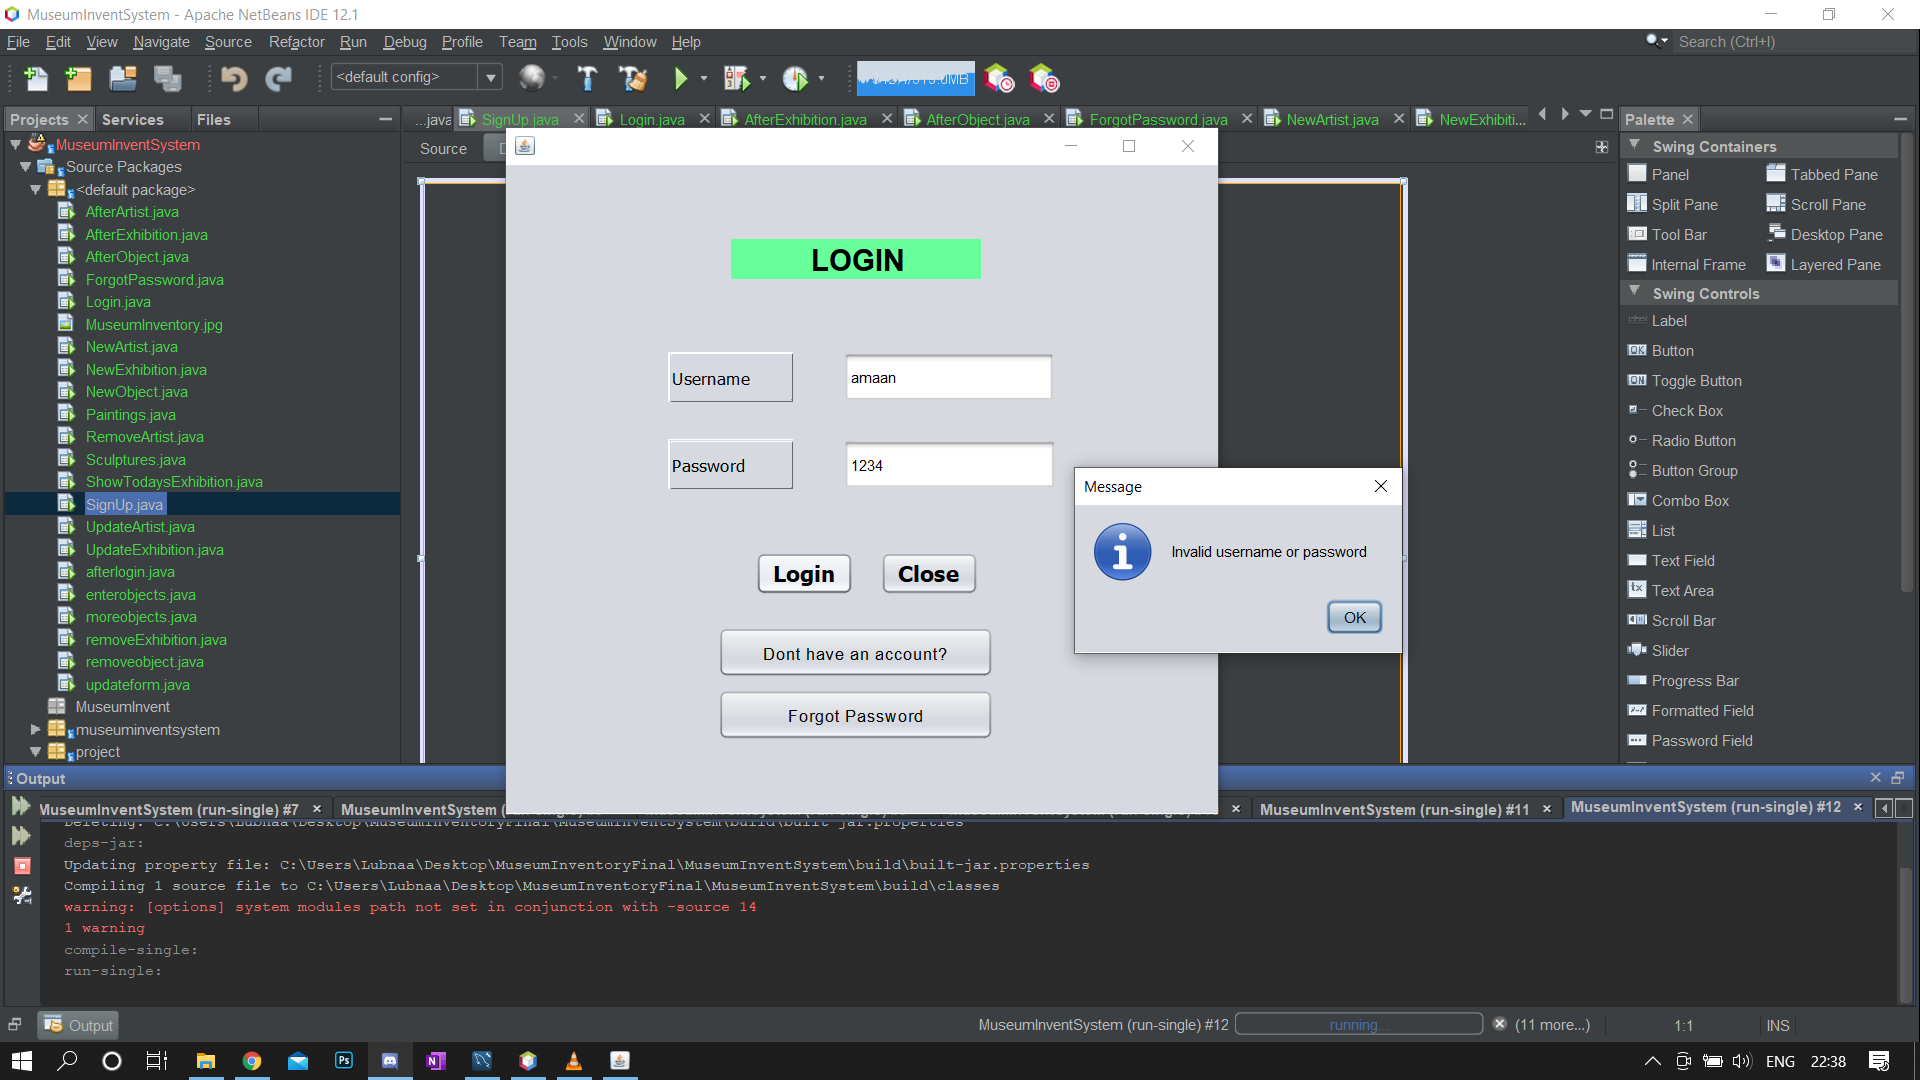 MuseumInventSystem - Apache NetBeans IDE 12.1
File Edit View Navigate Source Refactor Run Debug Profile Team Tools Window Help
Search (Ctrl+I)
<default config>
Projects Services Files
...java SignUp.java Login.java AfterExhibition.java AfterObject.java ForgotPassword.java NewArtist.java NewExhibiti...
Palette
Source
MuseumInventSystem
Source Packages
<default package>
AfterArtist.java
AfterExhibition.java
AfterObject.java
ForgotPassword.java
Login.java
MuseumInventory.jpg
NewArtist.java
NewExhibition.java
NewObject.java
Paintings.java
RemoveArtist.java
Sculptures.java
ShowTodaysExhibition.java
SignUp.java
UpdateArtist.java
UpdateExhibition.java
afterlogin.java
enterobjects.java
moreobjects.java
removeExhibition.java
removeobject.java
updateform.java
MuseumInvent
museuminventsystem
project
LOGIN
Username
amaan
Password
1234
Login
Close
Dont have an account?
Forgot Password
Message
Invalid username or password
OK
Swing Containers
Panel Tabbed Pane
Split Pane Scroll Pane
Tool Bar Desktop Pane
Internal Frame Layered Pane
Swing Controls
Label
Button
Toggle Button
Check Box
Radio Button
Button Group
Combo Box
List
Text Field
Text Area
Scroll Bar
Slider
Progress Bar
Formatted Field
Password Field
Output
MuseumInventSystem (run-single) #7 MuseumInventSystem ( MuseumInventSystem (run-single) #11 MuseumInventSystem (run-single) #12
Deleting: C:\Users\Lubnaa\Desktop\MuseumInventoryFinal\MuseumInventSystem\build\built-jar.properties
deps-jar:
Updating property file: C:\Users\Lubnaa\Desktop\MuseumInventoryFinal\MuseumInventSystem\build\built-jar.properties
Compiling 1 source file to C:\Users\Lubnaa\Desktop\MuseumInventoryFinal\MuseumInventSystem\build\classes
warning: [options] system modules path not set in conjunction with -source 14
1 warning
compile-single:
run-single:
Output
MuseumInventSystem (run-single) #12
running...
(11 more...)
1:1
INS
ENG
22:38